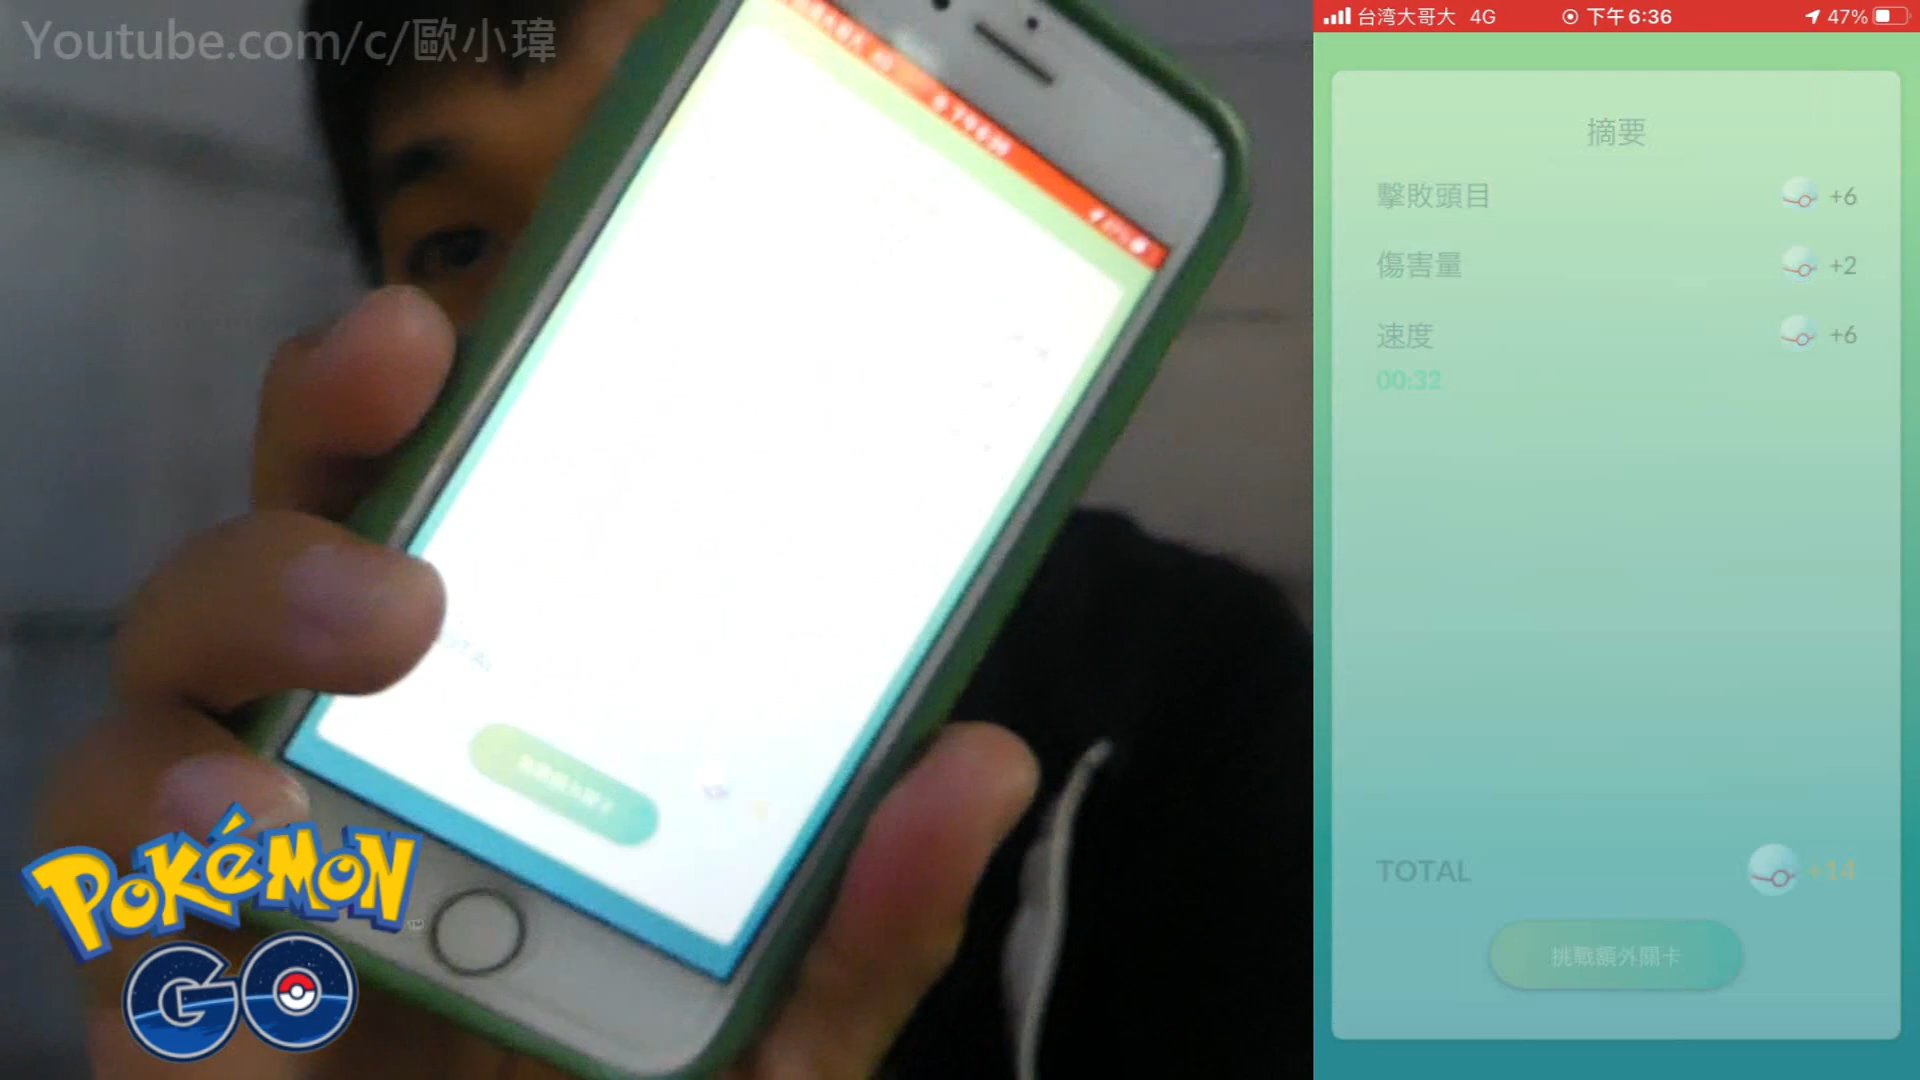 Youtube.com/c/歐小瑋
台湾大哥大 4G 下午6:36 47%
摘要
擊敗頭目 +6
傷害量 +2
速度 +6
00:32
TOTAL +14
挑戰額外關卡
POKéMON
TM
GO